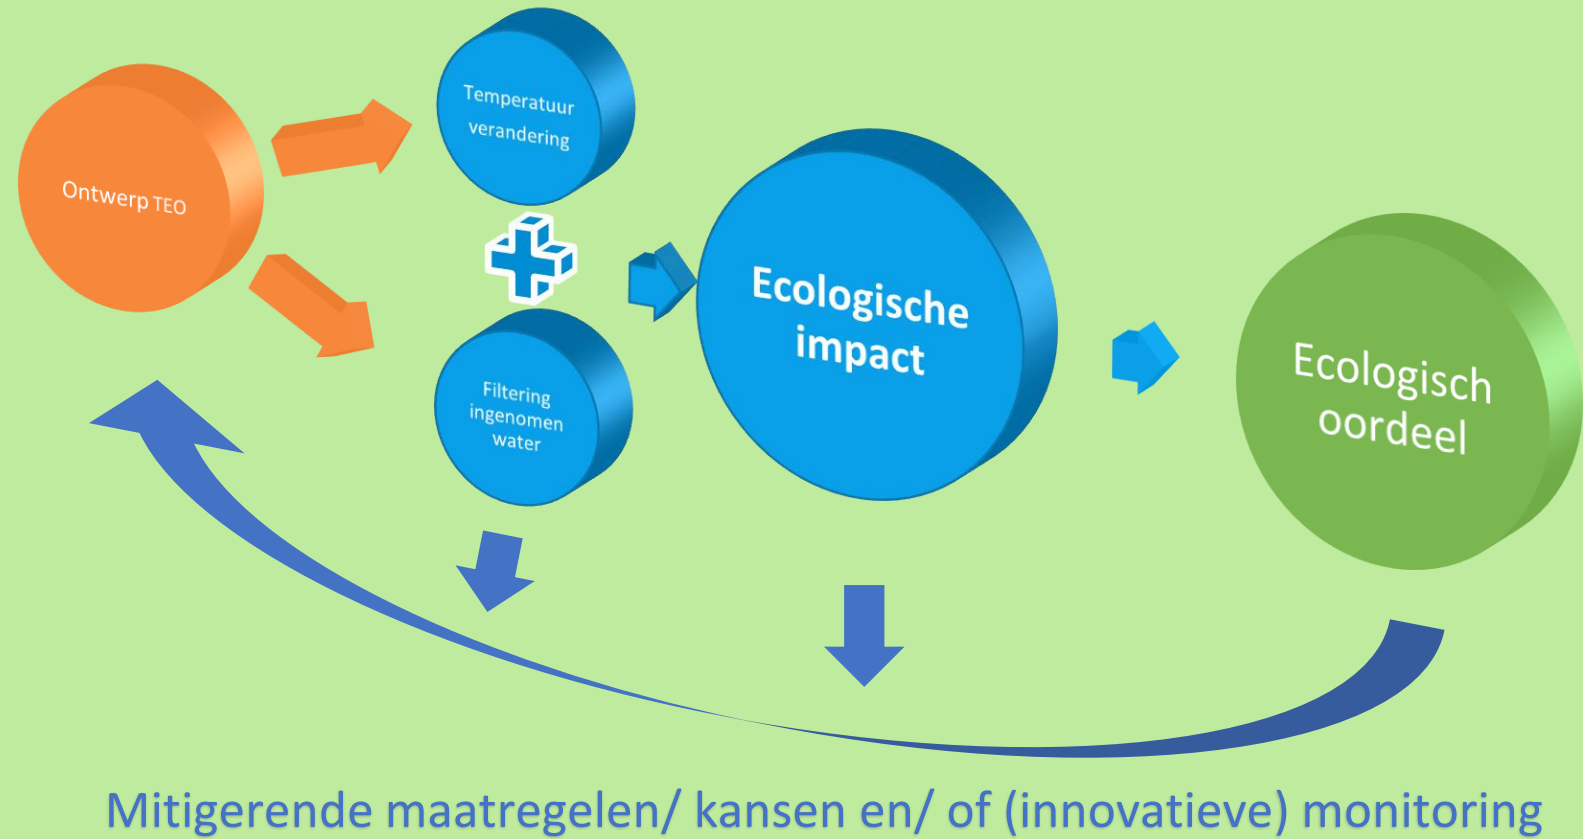 Ontwerp TEO
Temperatuur
verandering
Filtering
ingenomen
water
Ecologische
impact
Ecologisch
oordeel
Mitigerende maatregelen/ kansen en/ of (innovatieve) monitoring